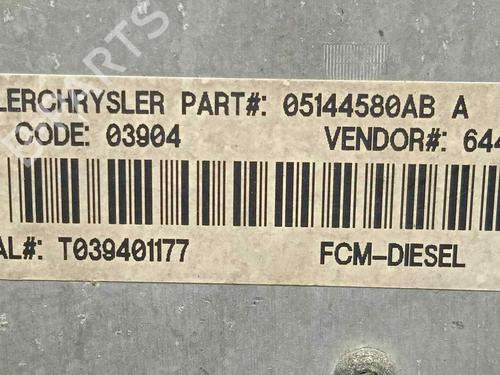 LERCHRYSLER PART#: 05144580AB A
CODE: 03904 VENDOR#: 644
AL#: T039401177 FCM-DIESEL